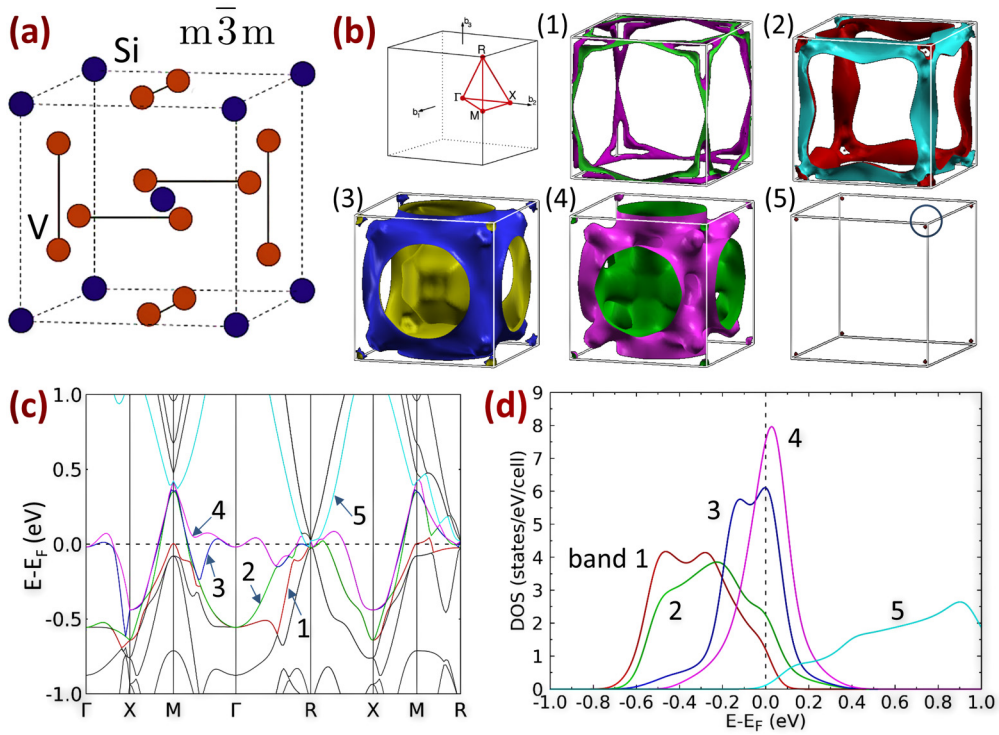 (a)
m3̅m
Si
V
(b)
b₃
R
Γ
X
M
b₁
b₂
(1)
(2)
(3)
(4)
(5)
(c)
E-E_F (eV)
1.0
0.5
0.0
-0.5
-1.0
4
3
2
1
5
Γ X M Γ R X M R
(d)
DOS (states/eV/cell)
9
8
7
6
5
4
3
2
1
0
band 1
2
3
4
5
-1.0 -0.8 -0.6 -0.4 -0.2 0.0 0.2 0.4 0.6 0.8 1.0
E-E_F (eV)